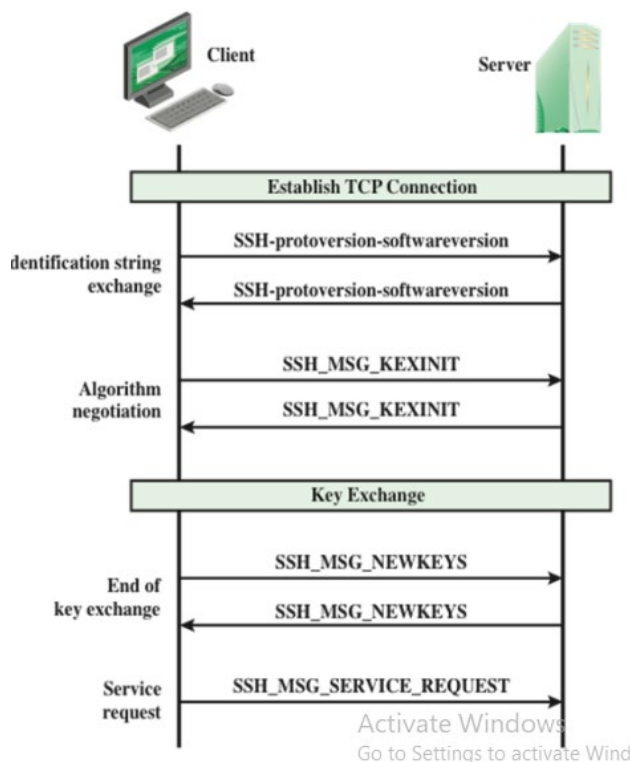 Client
Server
Establish TCP Connection
SSH-protoversion-softwareversion
dentification string
exchange
SSH-protoversion-softwareversion
SSH_MSG_KEXINIT
Algorithm
negotiation
SSH_MSG_KEXINIT
Key Exchange
SSH_MSG_NEWKEYS
End of
key exchange
SSH_MSG_NEWKEYS
Service
request
SSH_MSG_SERVICE_REQUEST
Activate Windows
Go to Settings to activate Wind